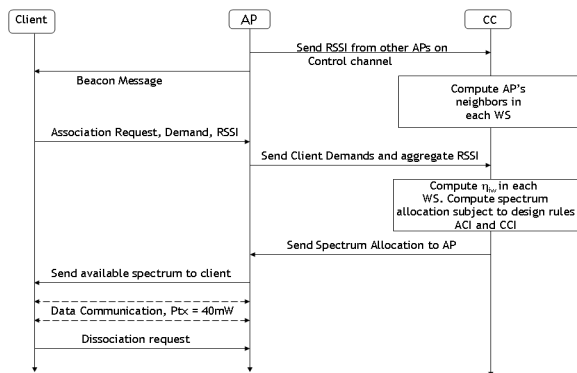 Client
AP
CC
Send RSSI from other APs on
Control channel
Beacon Message
Compute AP's
neighbors in
each WS
Association Request, Demand, RSSI
Send Client Demands and aggregate RSSI
Compute ηiw in each
WS. Compute spectrum
allocation subject to design rules
ACI and CCI
Send Spectrum Allocation to AP
Send available spectrum to client
Data Communication, Ptx = 40mW
Dissociation request